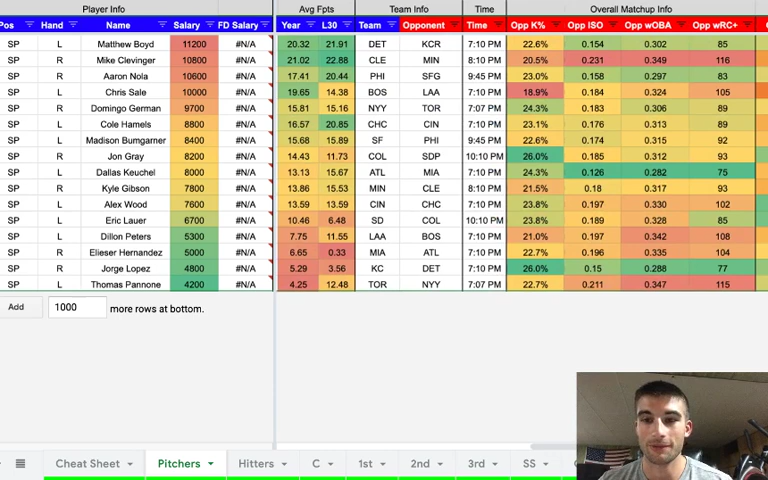 Player Info Avg Fpts Team Info Time Overall Matchup Info
Pos Hand Name Salary FD Salary Year L30 Team Opponent Time Opp K% Opp ISO Opp wOBA Opp wRC+
SP L Matthew Boyd 11200 #N/A 20.32 21.91 DET KCR 7:10 PM 22.6% 0.154 0.302 85
SP R Mike Clevinger 10800 #N/A 21.02 22.88 CLE MIN 7:10 PM 20.5% 0.231 0.349 116
SP R Aaron Nola 10600 #N/A 17.41 20.44 PHI SFG 9:45 PM 23.0% 0.158 0.297 83
SP L Chris Sale 10000 #N/A 19.65 14.38 BOS LAA 7:10 PM 18.9% 0.184 0.324 105
SP R Domingo German 9700 #N/A 15.81 15.16 NYY TOR 7:07 PM 24.3% 0.183 0.306 89
SP L Cole Hamels 8800 #N/A 16.57 20.85 CHC CIN 7:10 PM 23.1% 0.176 0.313 89
SP L Madison Bumgarner 8400 #N/A 15.68 15.89 SF PHI 9:45 PM 22.6% 0.174 0.315 92
SP R Jon Gray 8200 #N/A 14.43 11.73 COL SDP 10:10 PM 26.0% 0.185 0.312 93
SP L Dallas Keuchel 8000 #N/A 13.13 15.67 ATL MIA 7:10 PM 24.3% 0.126 0.282 75
SP R Kyle Gibson 7800 #N/A 13.86 15.53 MIN CLE 8:10 PM 21.5% 0.18 0.317 93
SP L Alex Wood 7600 #N/A 13.59 13.59 CIN CHC 7:10 PM 23.8% 0.197 0.330 102
SP L Eric Lauer 6700 #N/A 10.46 6.48 SD COL 10:10 PM 23.8% 0.189 0.328 85
SP L Dillon Peters 5300 #N/A 7.75 11.55 LAA BOS 7:10 PM 21.0% 0.197 0.342 108
SP R Elieser Hernandez 5000 #N/A 6.65 0.33 MIA ATL 7:10 PM 22.7% 0.196 0.335 104
SP R Jorge Lopez 4800 #N/A 5.29 3.56 KC DET 7:10 PM 26.0% 0.15 0.288 77
SP L Thomas Pannone 4200 #N/A 4.25 12.48 TOR NYY 7:07 PM 22.7% 0.211 0.347 115
Add 1000 more rows at bottom.
Cheat Sheet Pitchers Hitters C 1st 2nd 3rd SS